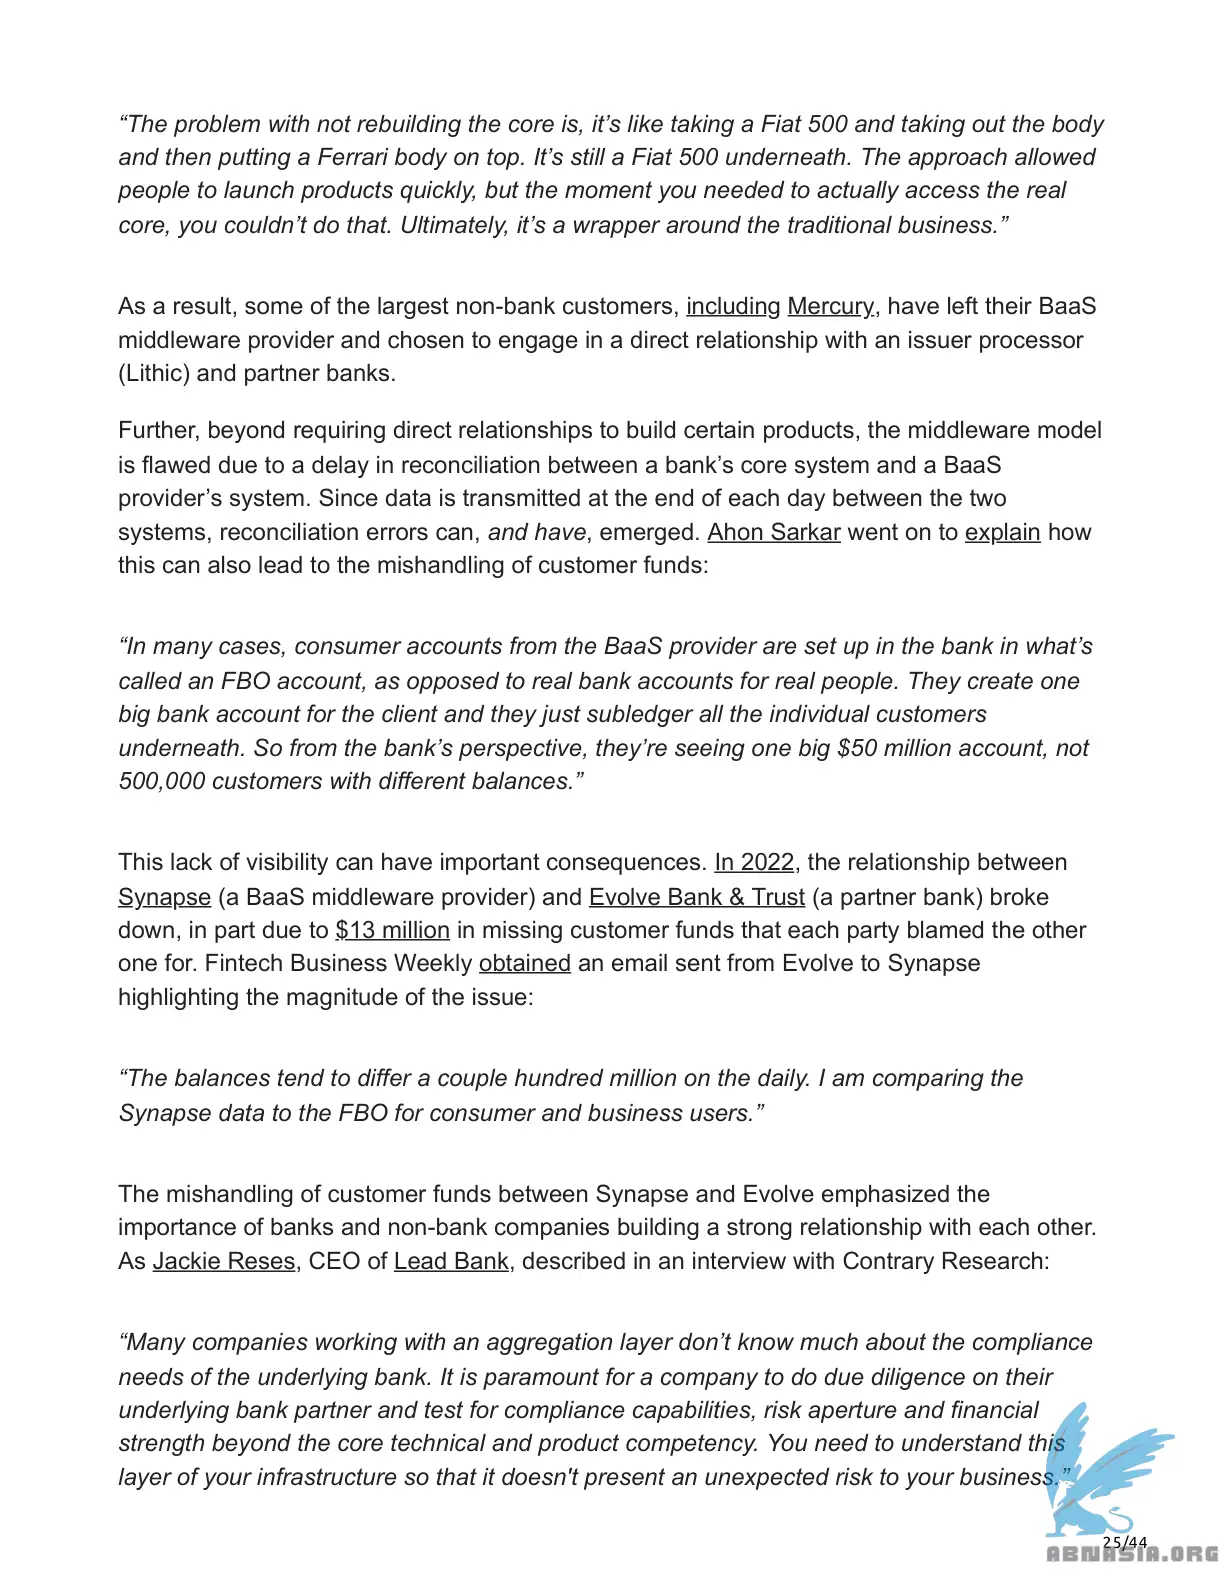 “The problem with not rebuilding the core is, it’s like taking a Fiat 500 and taking out the body
and then putting a Ferrari body on top. It’s still a Fiat 500 underneath. The approach allowed
people to launch products quickly, but the moment you needed to actually access the real
core, you couldn’t do that. Ultimately, it’s a wrapper around the traditional business.”
As a result, some of the largest non-bank customers, including Mercury, have left their BaaS
middleware provider and chosen to engage in a direct relationship with an issuer processor
(Lithic) and partner banks.
Further, beyond requiring direct relationships to build certain products, the middleware model
is flawed due to a delay in reconciliation between a bank’s core system and a BaaS
provider’s system. Since data is transmitted at the end of each day between the two
systems, reconciliation errors can, and have, emerged. Ahon Sarkar went on to explain how
this can also lead to the mishandling of customer funds:
“In many cases, consumer accounts from the BaaS provider are set up in the bank in what’s
called an FBO account, as opposed to real bank accounts for real people. They create one
big bank account for the client and they just subledger all the individual customers
underneath. So from the bank’s perspective, they’re seeing one big $50 million account, not
500,000 customers with different balances.”
This lack of visibility can have important consequences. In 2022, the relationship between
Synapse (a BaaS middleware provider) and Evolve Bank & Trust (a partner bank) broke
down, in part due to $13 million in missing customer funds that each party blamed the other
one for. Fintech Business Weekly obtained an email sent from Evolve to Synapse
highlighting the magnitude of the issue:
“The balances tend to differ a couple hundred million on the daily. I am comparing the
Synapse data to the FBO for consumer and business users.”
The mishandling of customer funds between Synapse and Evolve emphasized the
importance of banks and non-bank companies building a strong relationship with each other.
As Jackie Reses, CEO of Lead Bank, described in an interview with Contrary Research:
“Many companies working with an aggregation layer don’t know much about the compliance
needs of the underlying bank. It is paramount for a company to do due diligence on their
underlying bank partner and test for compliance capabilities, risk aperture and financial
strength beyond the core technical and product competency. You need to understand this
layer of your infrastructure so that it doesn't present an unexpected risk to your business.”
25/44
ABNASIA.ORG